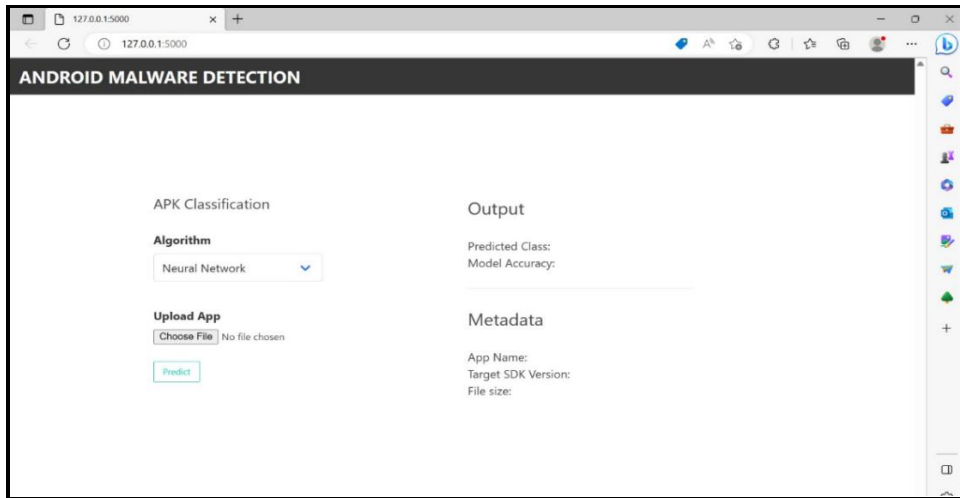 127.0.0.1:5000
127.0.0.1:5000
ANDROID MALWARE DETECTION
APK Classification
Algorithm
Neural Network
Upload App
Choose File No file chosen
Predict
Output
Predicted Class:
Model Accuracy:
Metadata
App Name:
Target SDK Version:
File size: